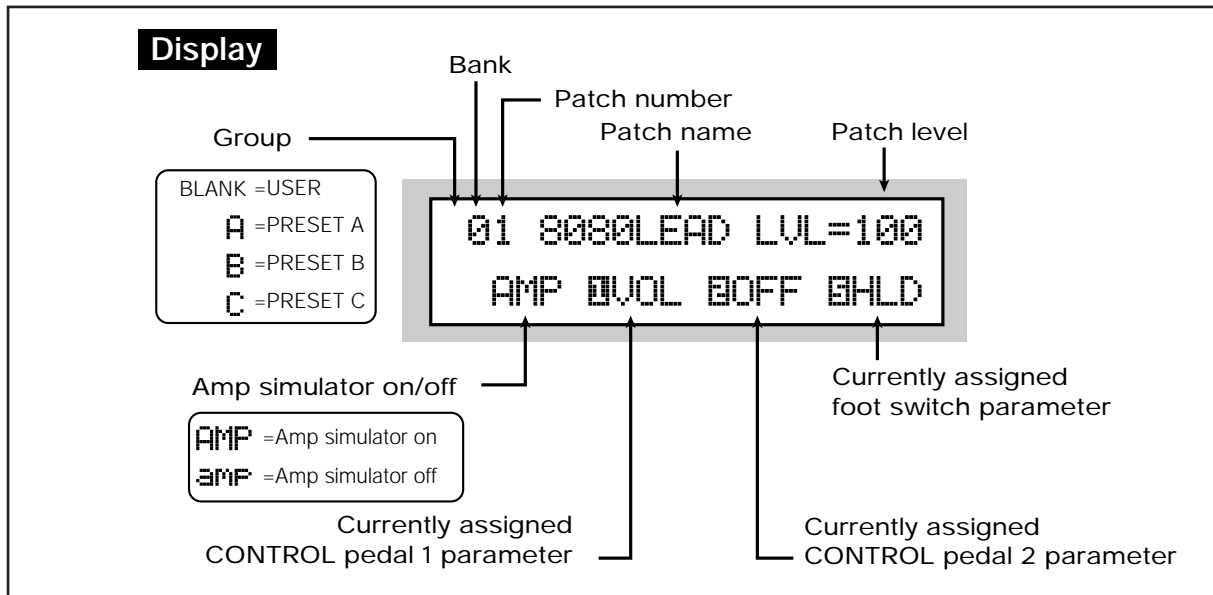 Display
Bank
Patch number
Group
Patch name
Patch level
BLANK =USER
A =PRESET A
B =PRESET B
C =PRESET C
01 8080LEAD LVL=100
AMP 1VOL 2OFF SHLD
Amp simulator on/off
AMP =Amp simulator on
amp =Amp simulator off
Currently assigned
foot switch parameter
Currently assigned
CONTROL pedal 1 parameter
Currently assigned
CONTROL pedal 2 parameter